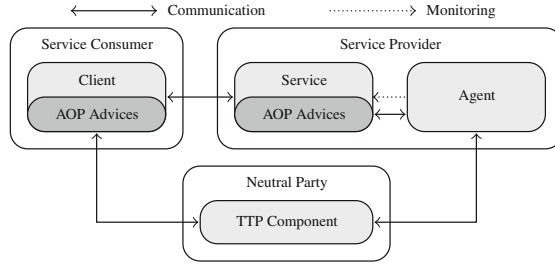 Communication
Monitoring
Service Consumer
Service Provider
Client
AOP Advices
Service
AOP Advices
Agent
Neutral Party
TTP Component